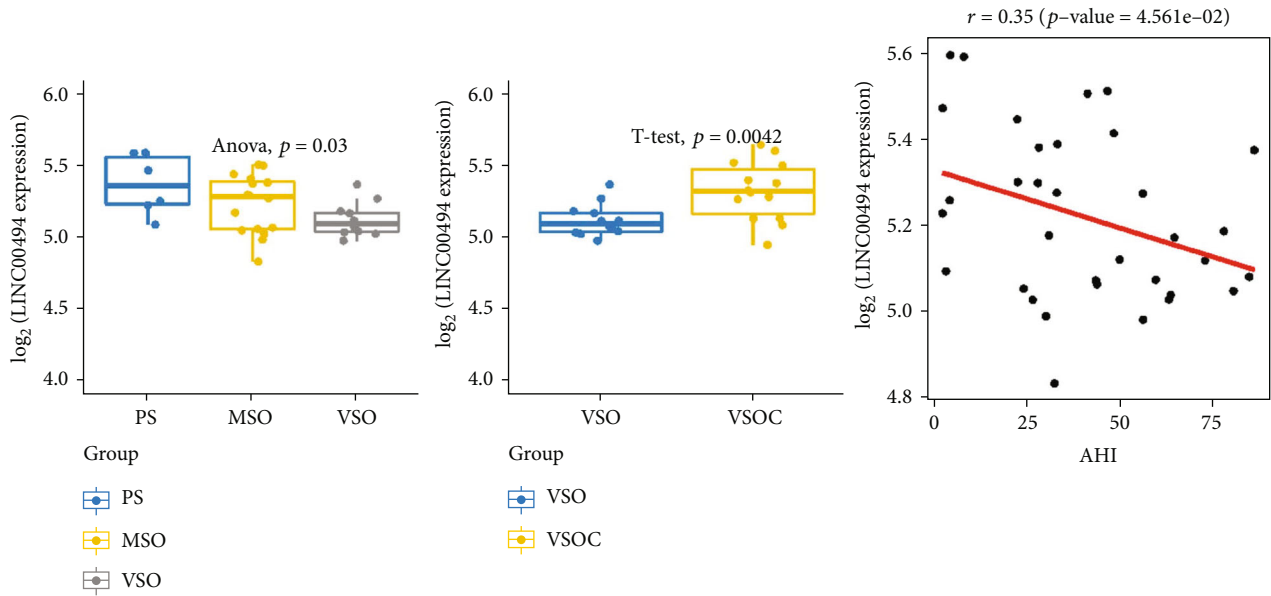 log₂ (LINC00494 expression)
6.0
5.5
5.0
4.5
4.0
Anova, p = 0.03
PS
MSO
VSO
Group
PS
MSO
VSO
log₂ (LINC00494 expression)
6.0
5.5
5.0
4.5
4.0
T-test, p = 0.0042
VSO
VSOC
Group
VSO
VSOC
r = 0.35 (p–value = 4.561e–02)
log₂ (LINC00494 expression)
5.6
5.4
5.2
5.0
4.8
0
25
50
75
AHI